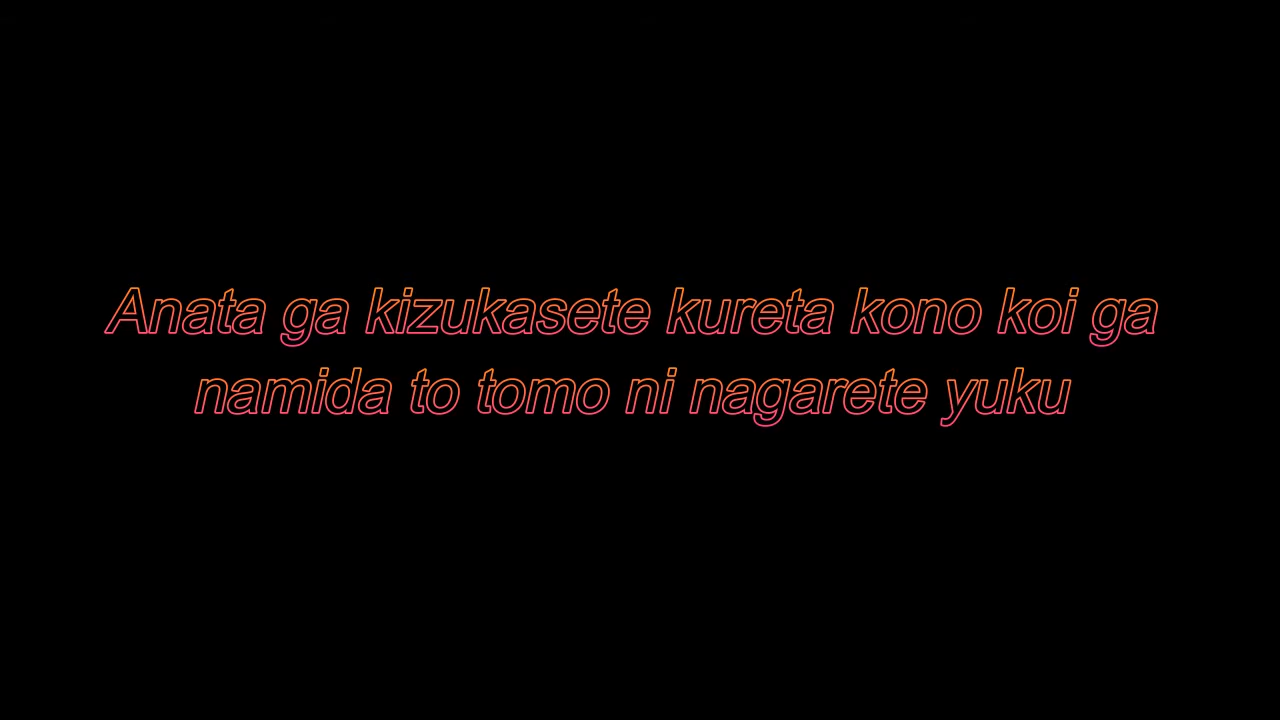 Anata ga kizukasete kureta kono koi ga
namida to tomo ni nagarete yuku